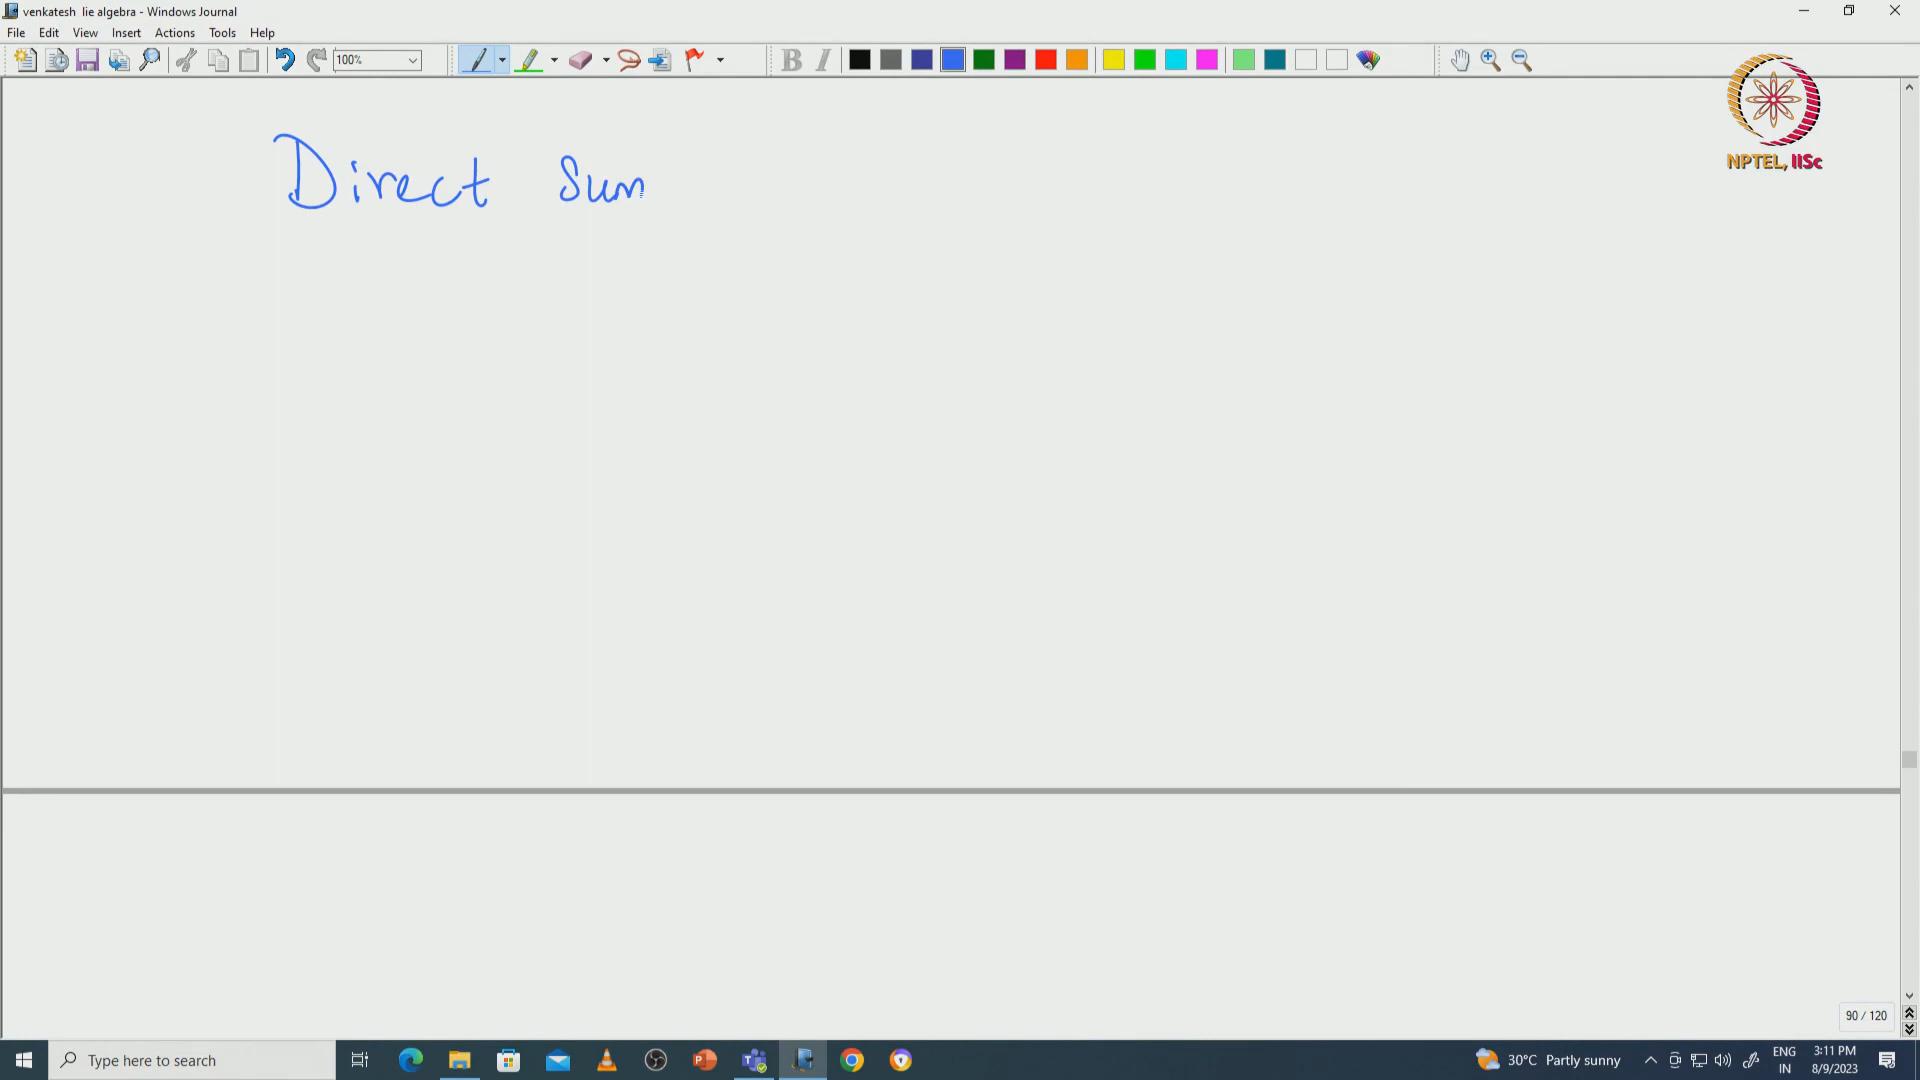 venkatesh lie algebra - Windows Journal
File Edit View Insert Actions Tools Help
100%
B I
NPTEL, IISc
Direct Sum
90 / 120
Type here to search
30°C Partly sunny
ENG
IN
3:11 PM
8/9/2023